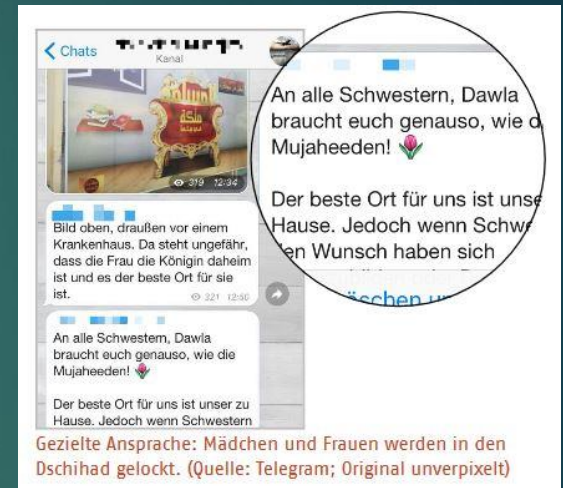 Chats
Kanal
319 12:34
Bild oben, draußen vor einem
Krankenhaus. Da steht ungefähr,
dass die Frau die Königin daheim
ist und es der beste Ort für sie
ist.
321 12:50
An alle Schwestern, Dawla
braucht euch genauso, wie die
Mujaheeden!
Der beste Ort für uns ist unser zu
Hause. Jedoch wenn Schwestern
An alle Schwestern, Dawla
braucht euch genauso, wie d
Mujaheeden!
Der beste Ort für uns ist unse
Hause. Jedoch wenn Schwe
den Wunsch haben sich
Gezielte Ansprache: Mädchen und Frauen werden in den
Dschihad gelockt. (Quelle: Telegram; Original unverpixelt)